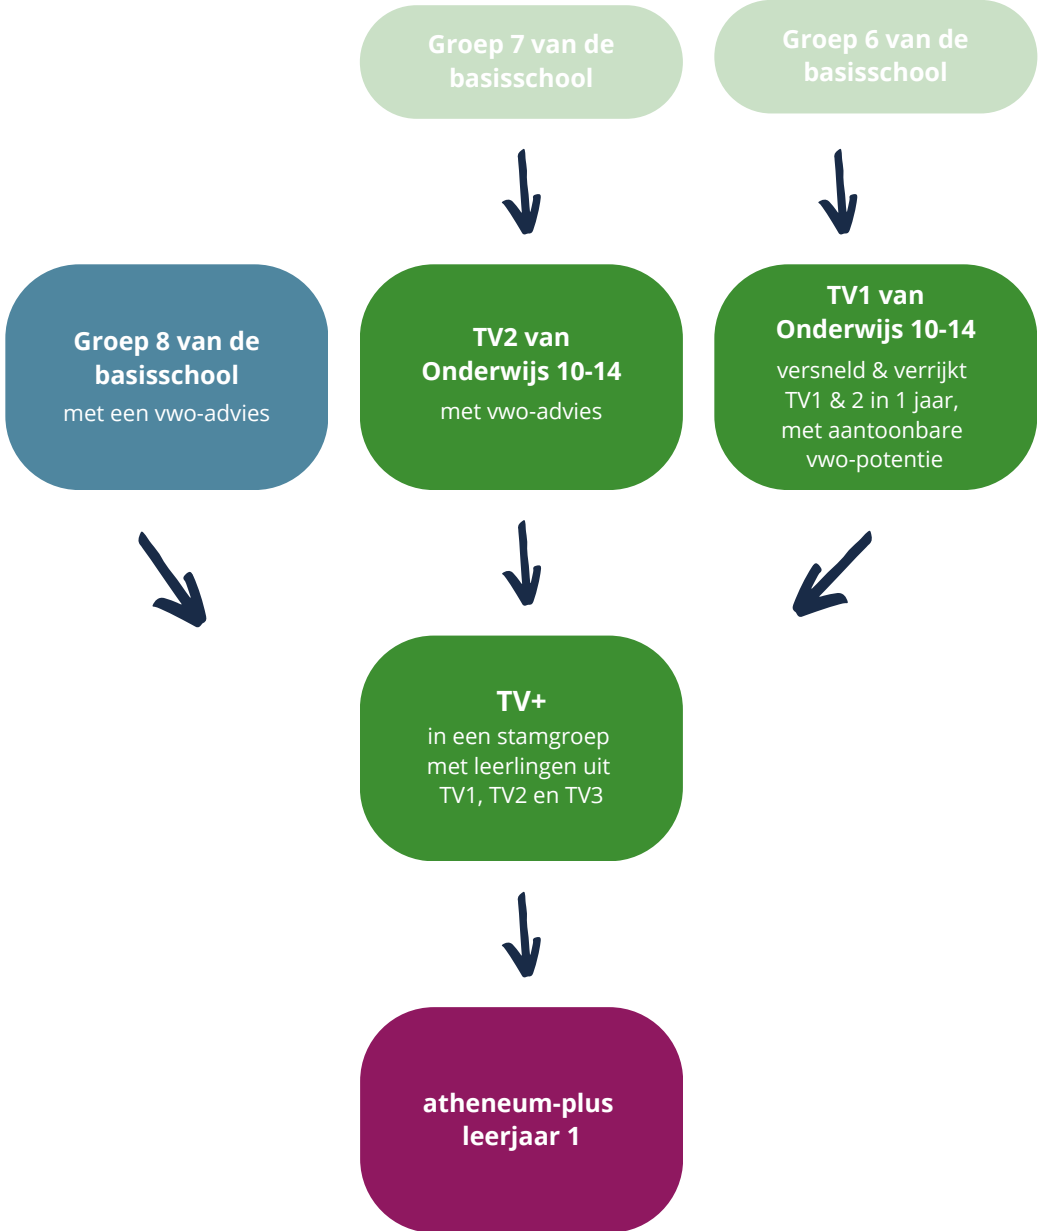 Groep 7 van de
basisschool
Groep 6 van de
basisschool
Groep 8 van de
basisschool
met een vwo-advies
TV2 van
Onderwijs 10-14
met vwo-advies
TV1 van
Onderwijs 10-14
versneld & verrijkt
TV1 & 2 in 1 jaar,
met aantoonbare
vwo-potentie
TV+
in een stamgroep
met leerlingen uit
TV1, TV2 en TV3
atheneum-plus
leerjaar 1